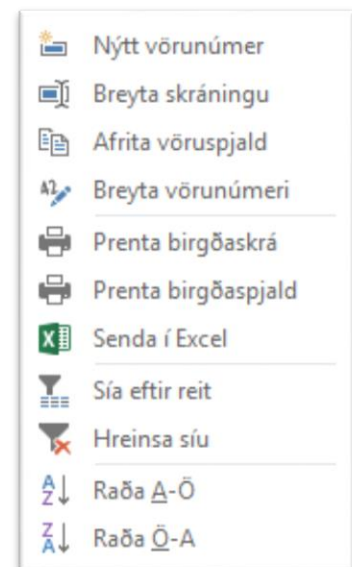 Nýtt vörunúmer
Breyta skráningu
Afrita vöruspjald
Breyta vörunúmeri
Prenta birgðaskrá
Prenta birgðaspjald
Senda í Excel
Sía eftir reit
Hreinsa síu
Raða A-Ö
Raða Ö-A